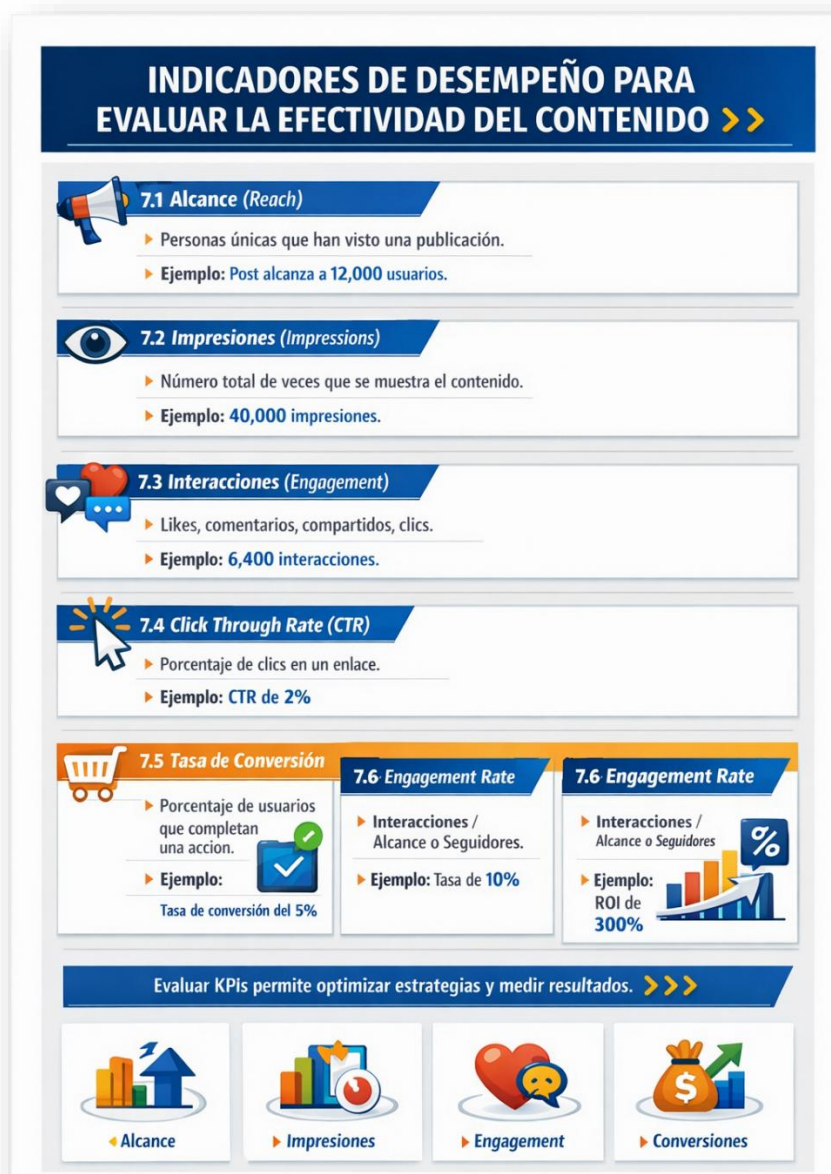 INDICADORES DE DESEMPEÑO PARA
EVALUAR LA EFECTIVIDAD DEL CONTENIDO
7.1 Alcance (Reach)
Personas únicas que han visto una publicación.
Ejemplo: Post alcanza a 12,000 usuarios.
7.2 Impresiones (Impressions)
Número total de veces que se muestra el contenido.
Ejemplo: 40,000 impresiones.
7.3 Interacciones (Engagement)
Likes, comentarios, compartidos, clics.
Ejemplo: 6,400 interacciones.
7.4 Click Through Rate (CTR)
Porcentaje de clics en un enlace.
Ejemplo: CTR de 2%
7.5 Tasa de Conversión
Porcentaje de usuarios
que completan
una accion.
Ejemplo:
Tasa de conversión del 5%
7.6 Engagement Rate
Interacciones /
Alcance o Seguidores.
Ejemplo: Tasa de 10%
7.6 Engagement Rate
Interacciones /
Alcance o Seguidores
%
Ejemplo:
ROI de
300%
Evaluar KPIs permite optimizar estrategias y medir resultados.
Alcance
Impresiones
Engagement
$
Conversiones